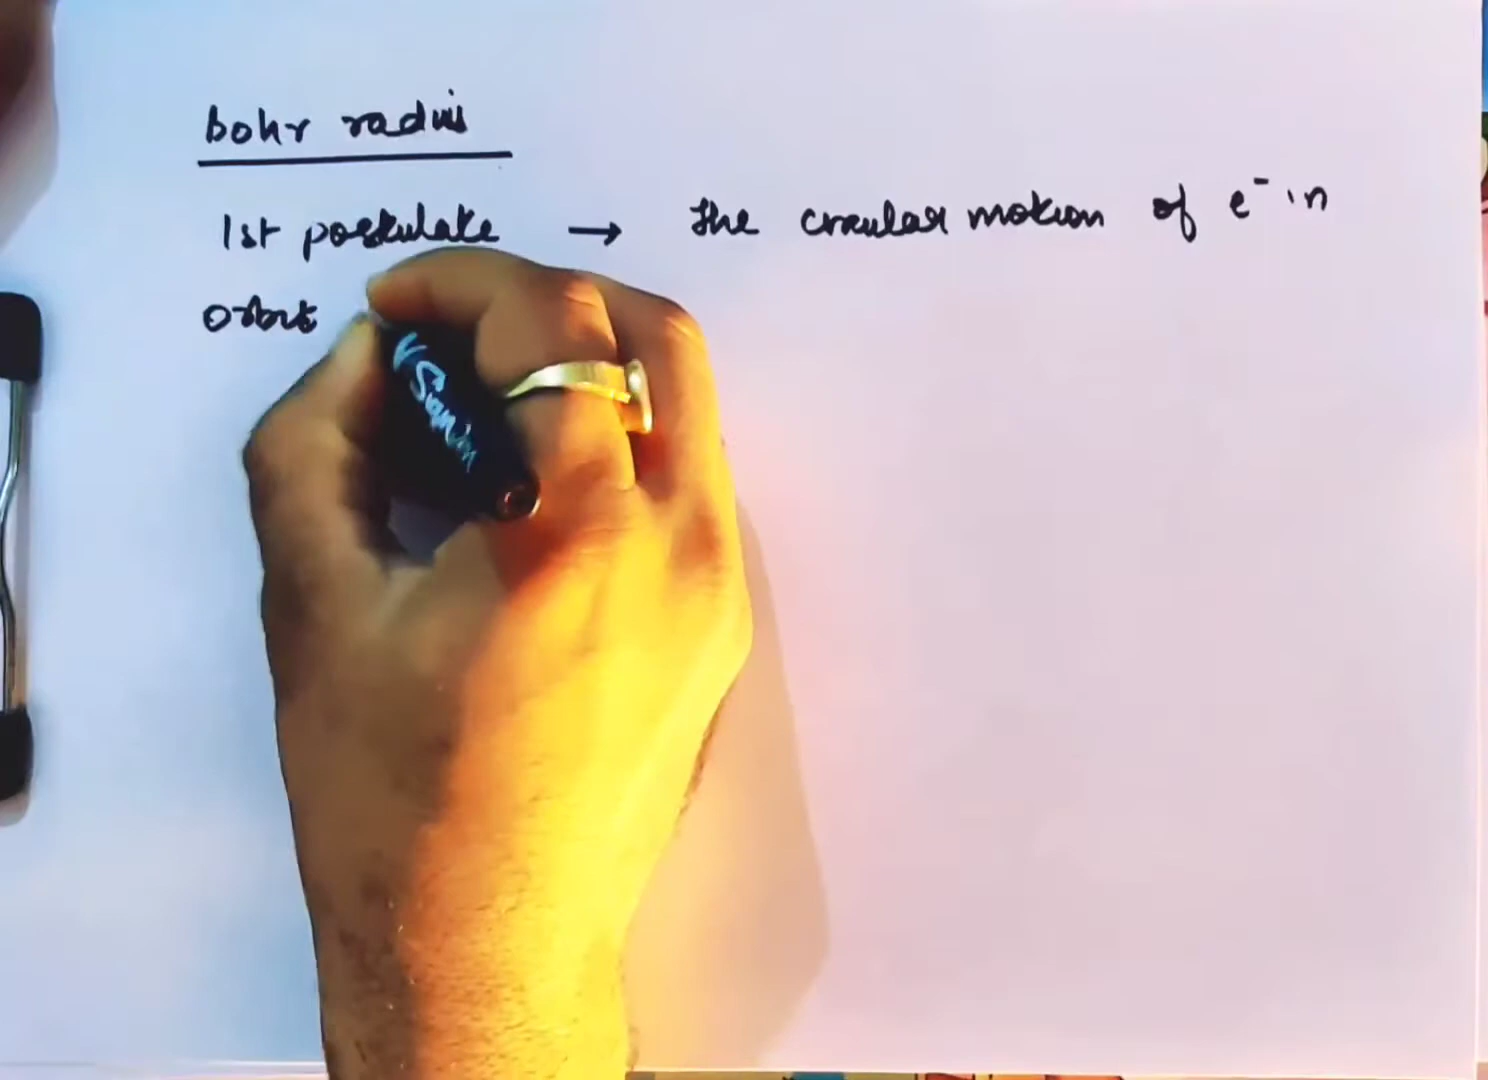 bohr radius
1st postulate → The circular motion of e⁻ in
orbit